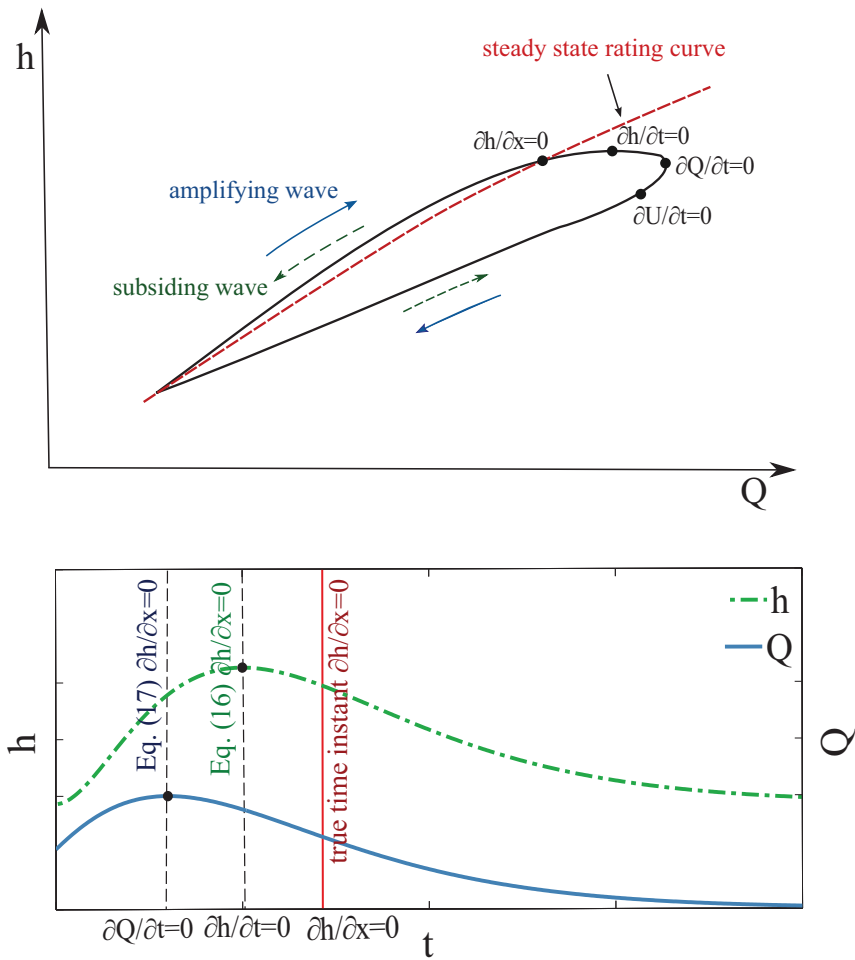 h
steady state rating curve
∂h/∂x=0
∂h/∂t=0
∂Q/∂t=0
amplifying wave
∂U/∂t=0
subsiding wave
Q
Eq. (17) ∂h/∂x=0
Eq. (16) ∂h/∂x=0
true time instant ∂h/∂x=0
h
Q
h
Q
∂Q/∂t=0
∂h/∂t=0
∂h/∂x=0
t